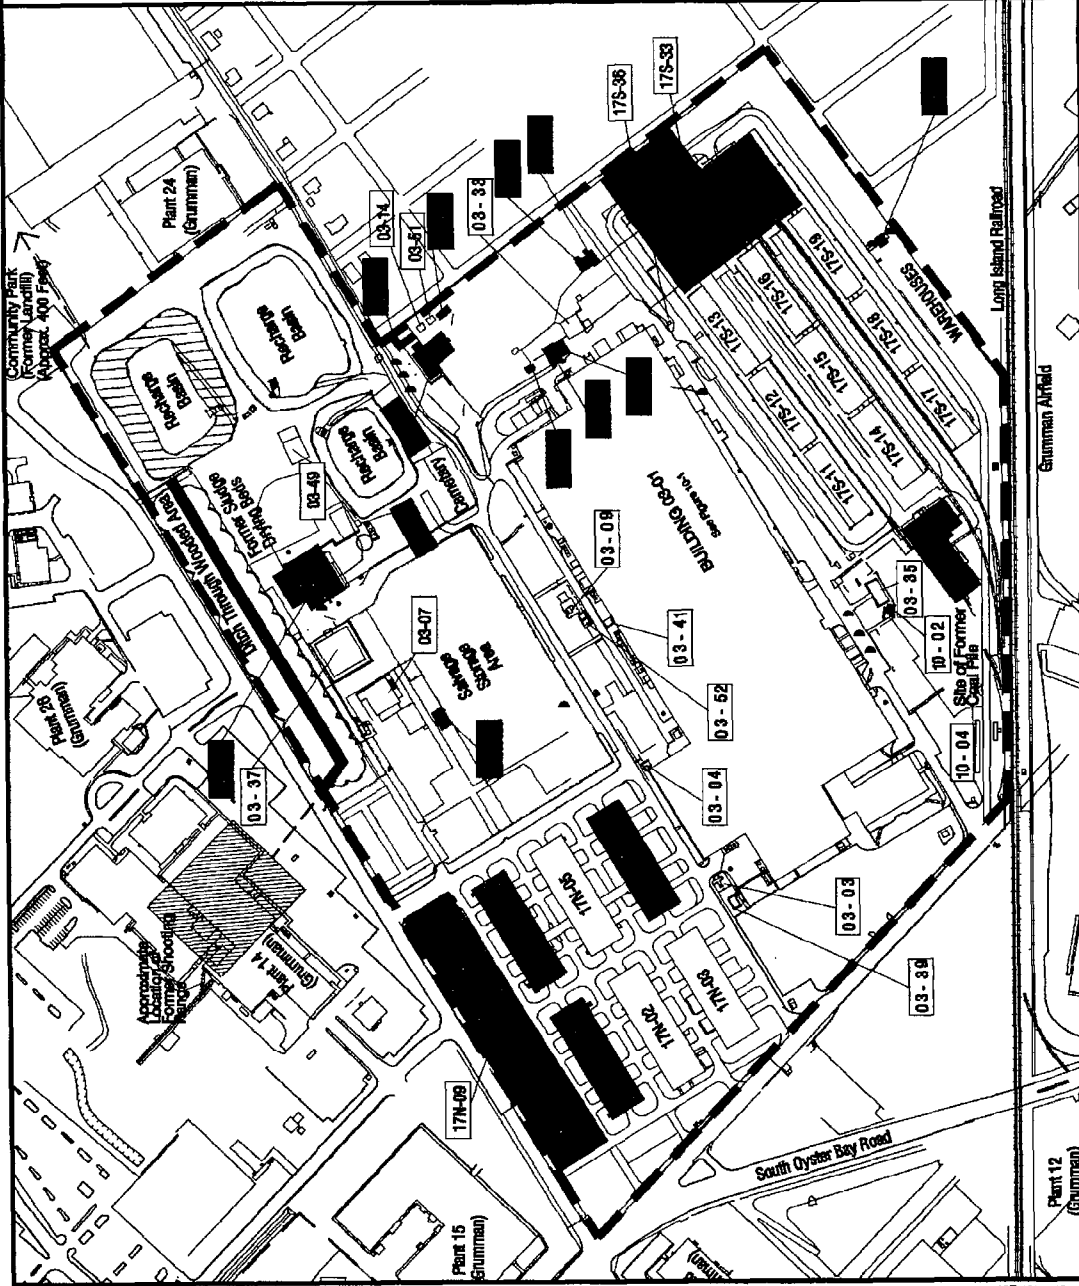 Community Park
(Former Landfill)
(Approx. 400 Feet)
Plant 24
(Grumman)
17S-36
17S-33
03-14
03-51
03 - 33
Recharge
Basin
Recharge
Basin
Recharge
Basin
Cemetery
Former Sludge
Drying Beds
03-49
Ditch Through Wooded Area
Plant 26
(Grumman)
03-07
Salvage
Storage
Area
03 - 37
03 - 09
03 - 41
03 - 52
03 - 04
BUILDING 03-01
See Figure 10-1
17S-13
17S-16
17S-19
17S-12
17S-15
17S-18
17S-11
17S-14
17S-17
WAREHOUSES
Long Island Railroad
Grumman Airfield
03 - 35
10 - 02
Site of Former
Coal Pile
10 - 04
Approximate
Location of
Former Shooting
Range
Plant 14
(Grumman)
17N-05
17N-02
17N-03
03 - 03
03 - 39
17N-09
South Oyster Bay Road
Plant 15
(Grumman)
Plant 12
(Grumman)